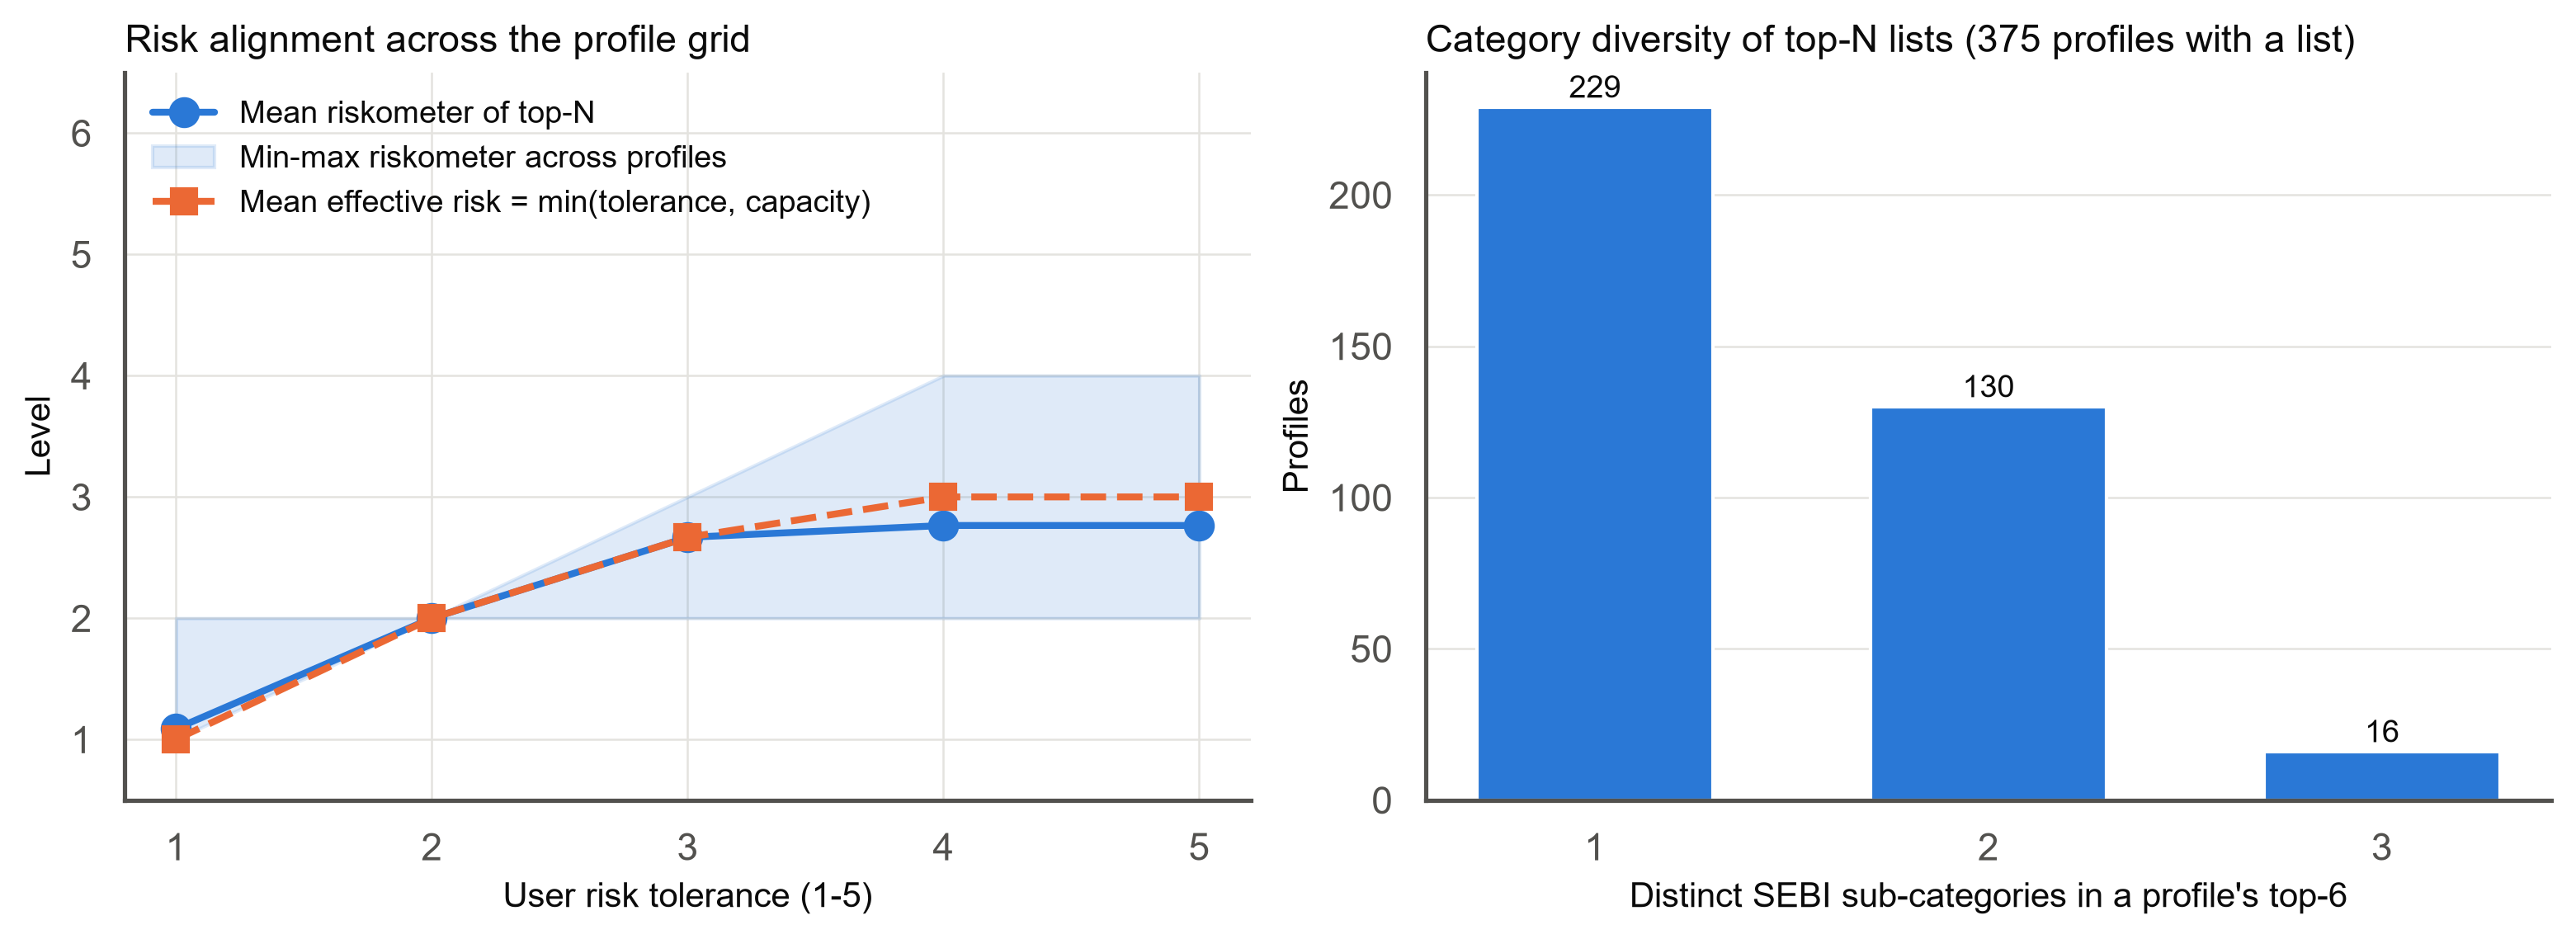 Risk alignment across the profile grid
Mean riskometer of top-N
Min-max riskometer across profiles
Mean effective risk = min(tolerance, capacity)
Level
6
5
4
3
2
1
1 2 3 4 5
User risk tolerance (1-5)
Category diversity of top-N lists (375 profiles with a list)
Profiles
200
150
100
50
0
229
130
16
1 2 3
Distinct SEBI sub-categories in a profile's top-6